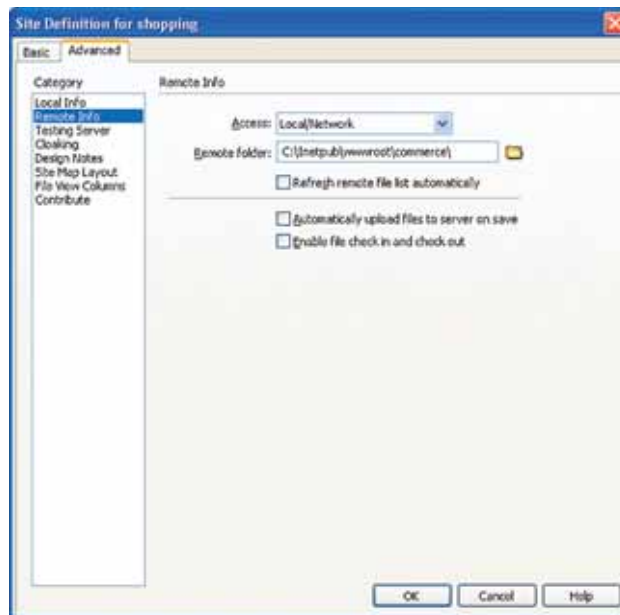 Site Definition for shopping
Basic Advanced
Category
Local Info
Remote Info
Testing Server
Cloaking
Design Notes
Site Map Layout
File View Columns
Contribute
Remote Info
Access: Local/Network
Remote folder: C:\Inetpub\wwwroot\commerce\
Refresh remote file list automatically
Automatically upload files to server on save
Enable file check in and check out
OK Cancel Help